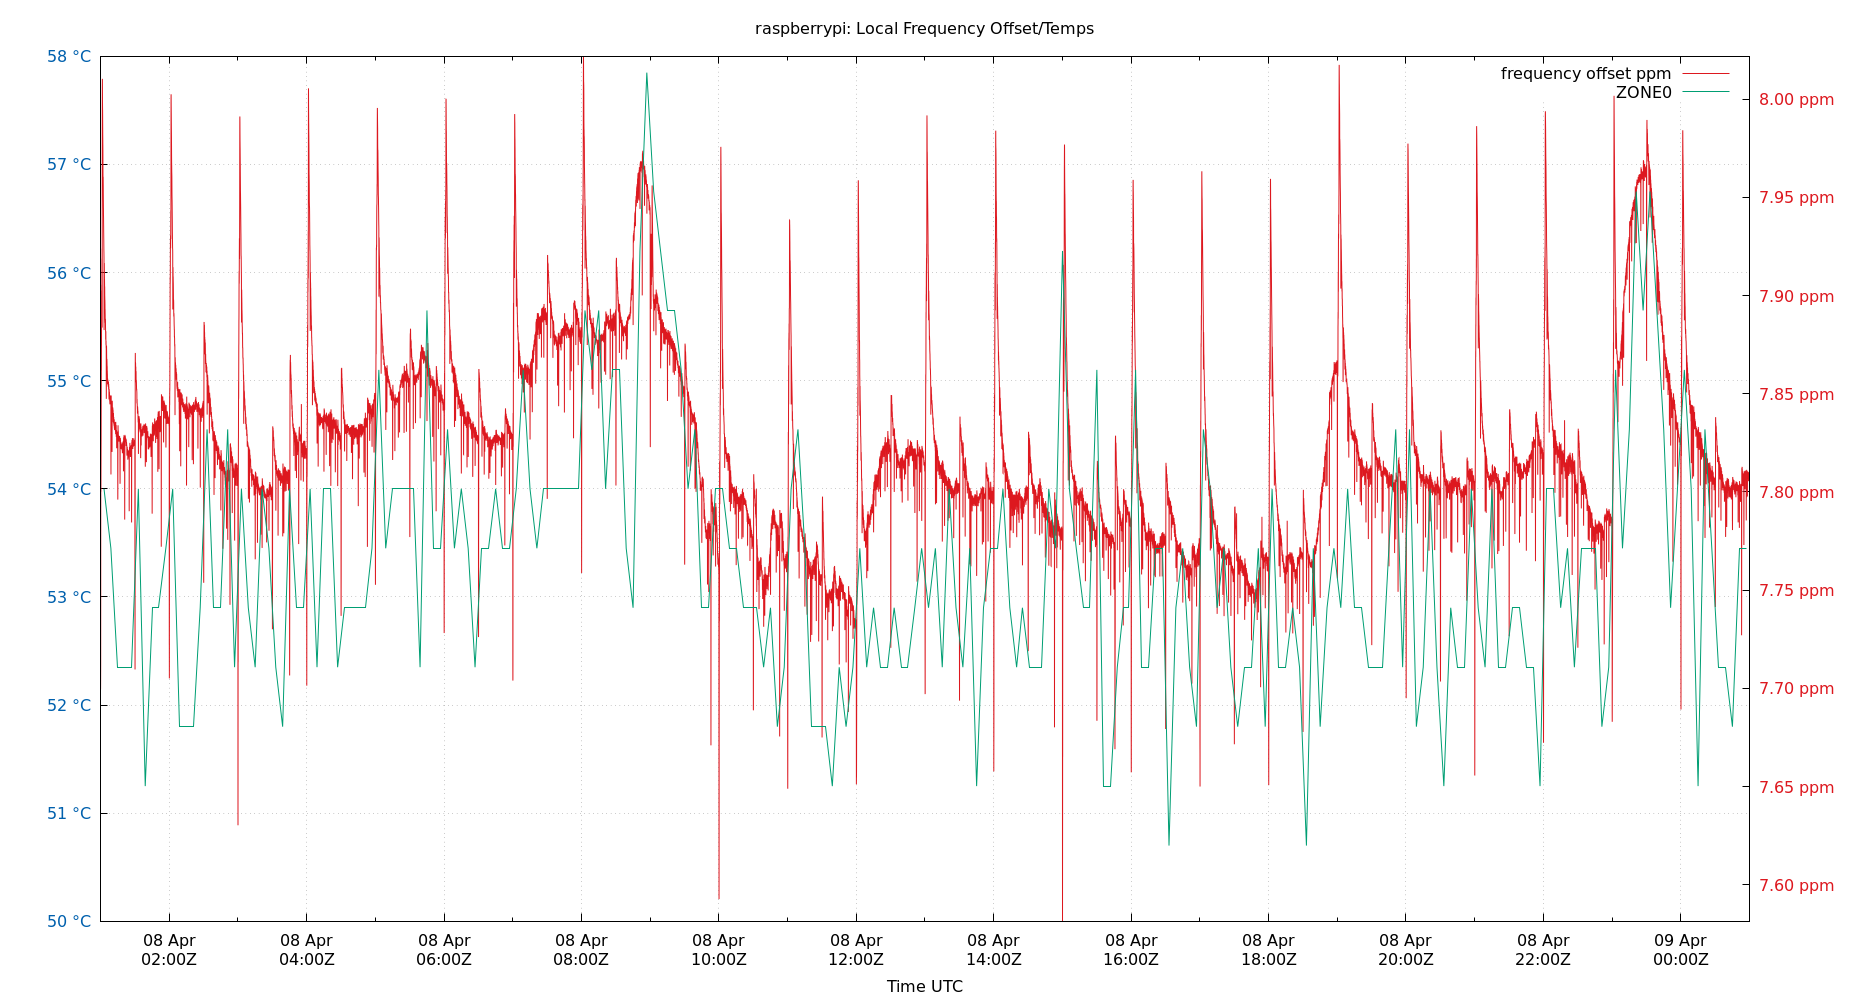 raspberrypi: Local Frequency Offset/Temps
58 °C
57 °C
56 °C
55 °C
54 °C
53 °C
52 °C
51 °C
50 °C
frequency offset ppm
ZONE0
8.00 ppm
7.95 ppm
7.90 ppm
7.85 ppm
7.80 ppm
7.75 ppm
7.70 ppm
7.65 ppm
7.60 ppm
08 Apr
02:00Z
08 Apr
04:00Z
08 Apr
06:00Z
08 Apr
08:00Z
08 Apr
10:00Z
08 Apr
12:00Z
08 Apr
14:00Z
08 Apr
16:00Z
08 Apr
18:00Z
08 Apr
20:00Z
08 Apr
22:00Z
09 Apr
00:00Z
Time UTC